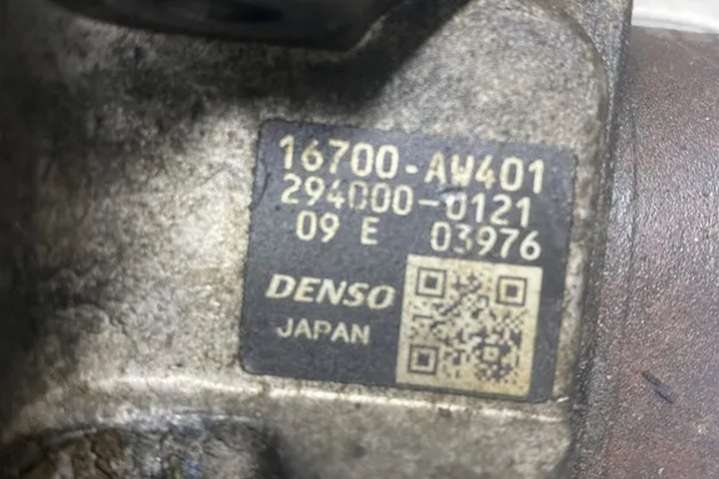 16700-AW401
294000-0121
09 E 03976
DENSO
JAPAN